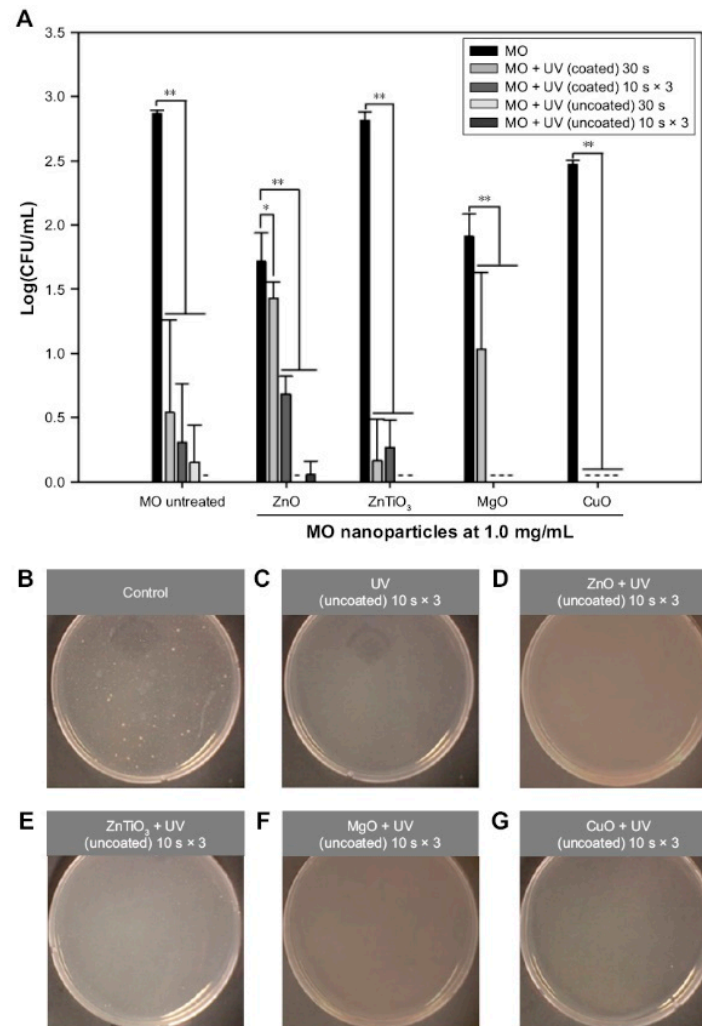 A
3.5
3.0
2.5
2.0
1.5
1.0
0.5
0.0
Log(CFU/mL)
MO
MO + UV (coated) 30 s
MO + UV (coated) 10 s × 3
MO + UV (uncoated) 30 s
MO + UV (uncoated) 10 s × 3
**
**
*
**
**
**
MO untreated
ZnO
ZnTiO₃
MgO
CuO
MO nanoparticles at 1.0 mg/mL
B
Control
C
UV
(uncoated) 10 s × 3
D
ZnO + UV
(uncoated) 10 s × 3
E
ZnTiO₃ + UV
(uncoated) 10 s × 3
F
MgO + UV
(uncoated) 10 s × 3
G
CuO + UV
(uncoated) 10 s × 3